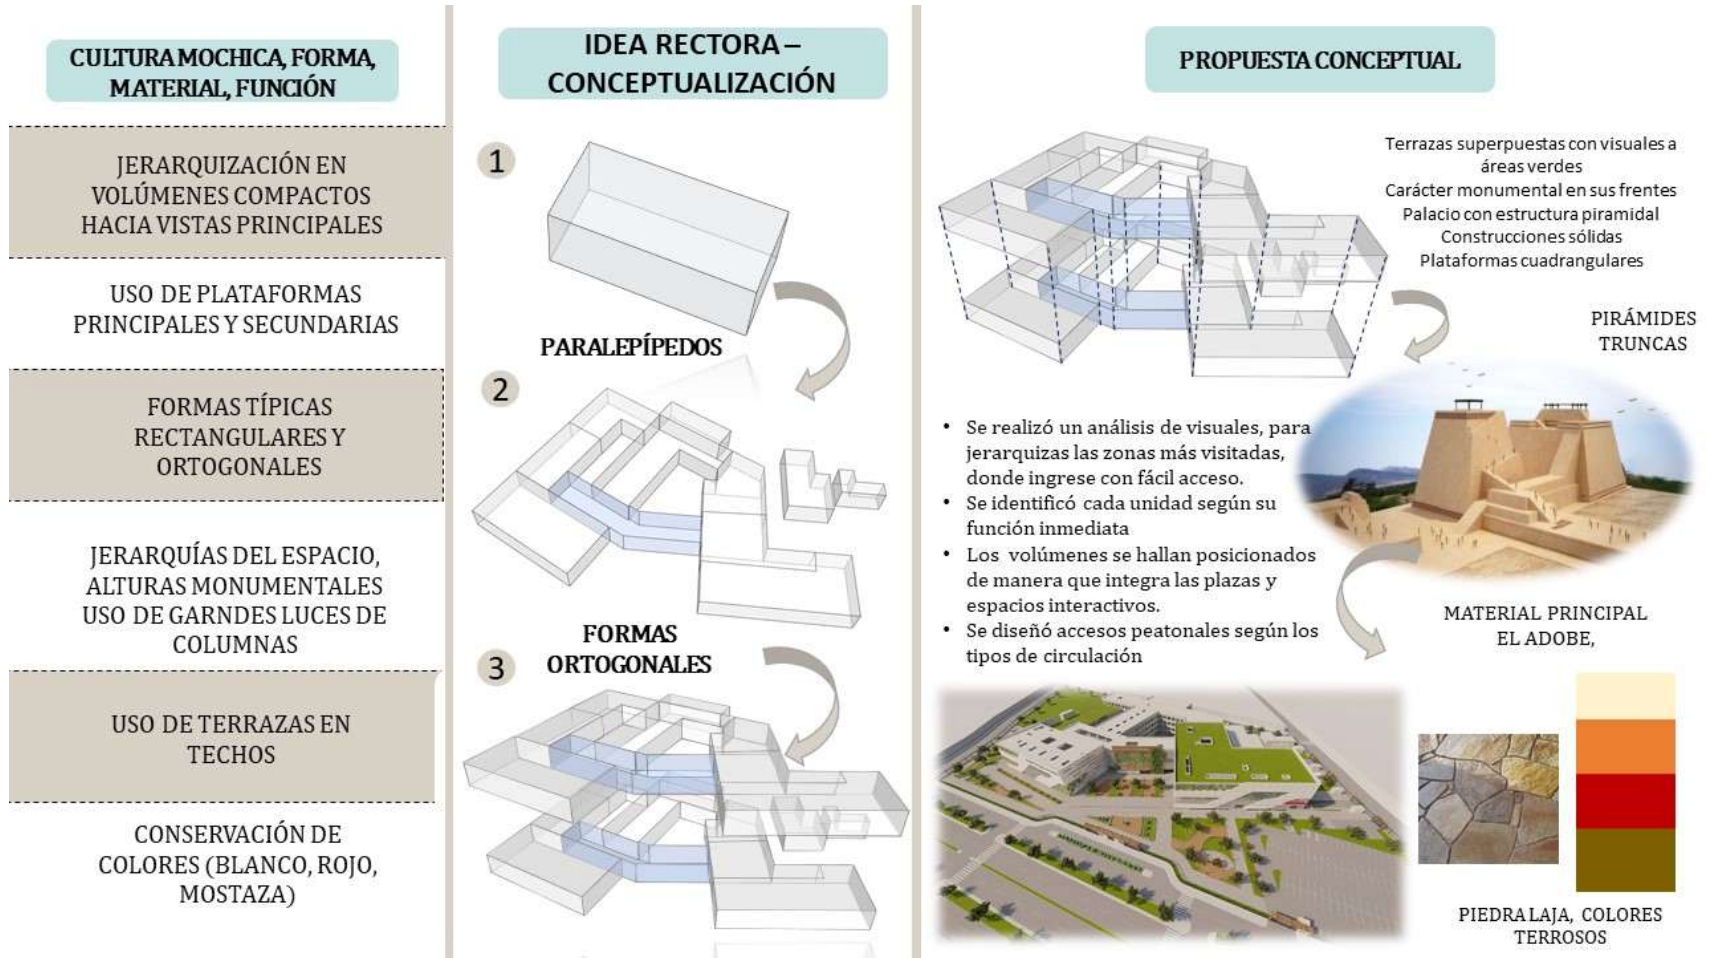 CULTURA MOCHICA, FORMA,
MATERIAL, FUNCIÓN
JERARQUIZACIÓN EN
VOLÚMENES COMPACTOS
HACIA VISTAS PRINCIPALES
USO DE PLATAFORMAS
PRINCIPALES Y SECUNDARIAS
FORMAS TÍPICAS
RECTANGULARES Y
ORTOGONALES
JERARQUÍAS DEL ESPACIO,
ALTURAS MONUMENTALES
USO DE GARNDES LUCES DE
COLUMNAS
USO DE TERRAZAS EN
TECHOS
CONSERVACIÓN DE
COLORES (BLANCO, ROJO,
MOSTAZA)
IDEA RECTORA –
CONCEPTUALIZACIÓN
1
PARALEPÍPEDOS
2
FORMAS
ORTOGONALES
3
PROPUESTA CONCEPTUAL
Terrazas superpuestas con visuales a
áreas verdes
Carácter monumental en sus frentes
Palacio con estructura piramidal
Construcciones sólidas
Plataformas cuadrangulares
PIRÁMIDES
TRUNCAS
• Se realizó un análisis de visuales, para
jerarquizas las zonas más visitadas,
donde ingrese con fácil acceso.
• Se identificó cada unidad según su
función inmediata
• Los volúmenes se hallan posicionados
de manera que integra las plazas y
espacios interactivos.
• Se diseñó accesos peatonales según los
tipos de circulación
MATERIAL PRINCIPAL
EL ADOBE,
PIEDRA LAJA, COLORES
TERROSOS